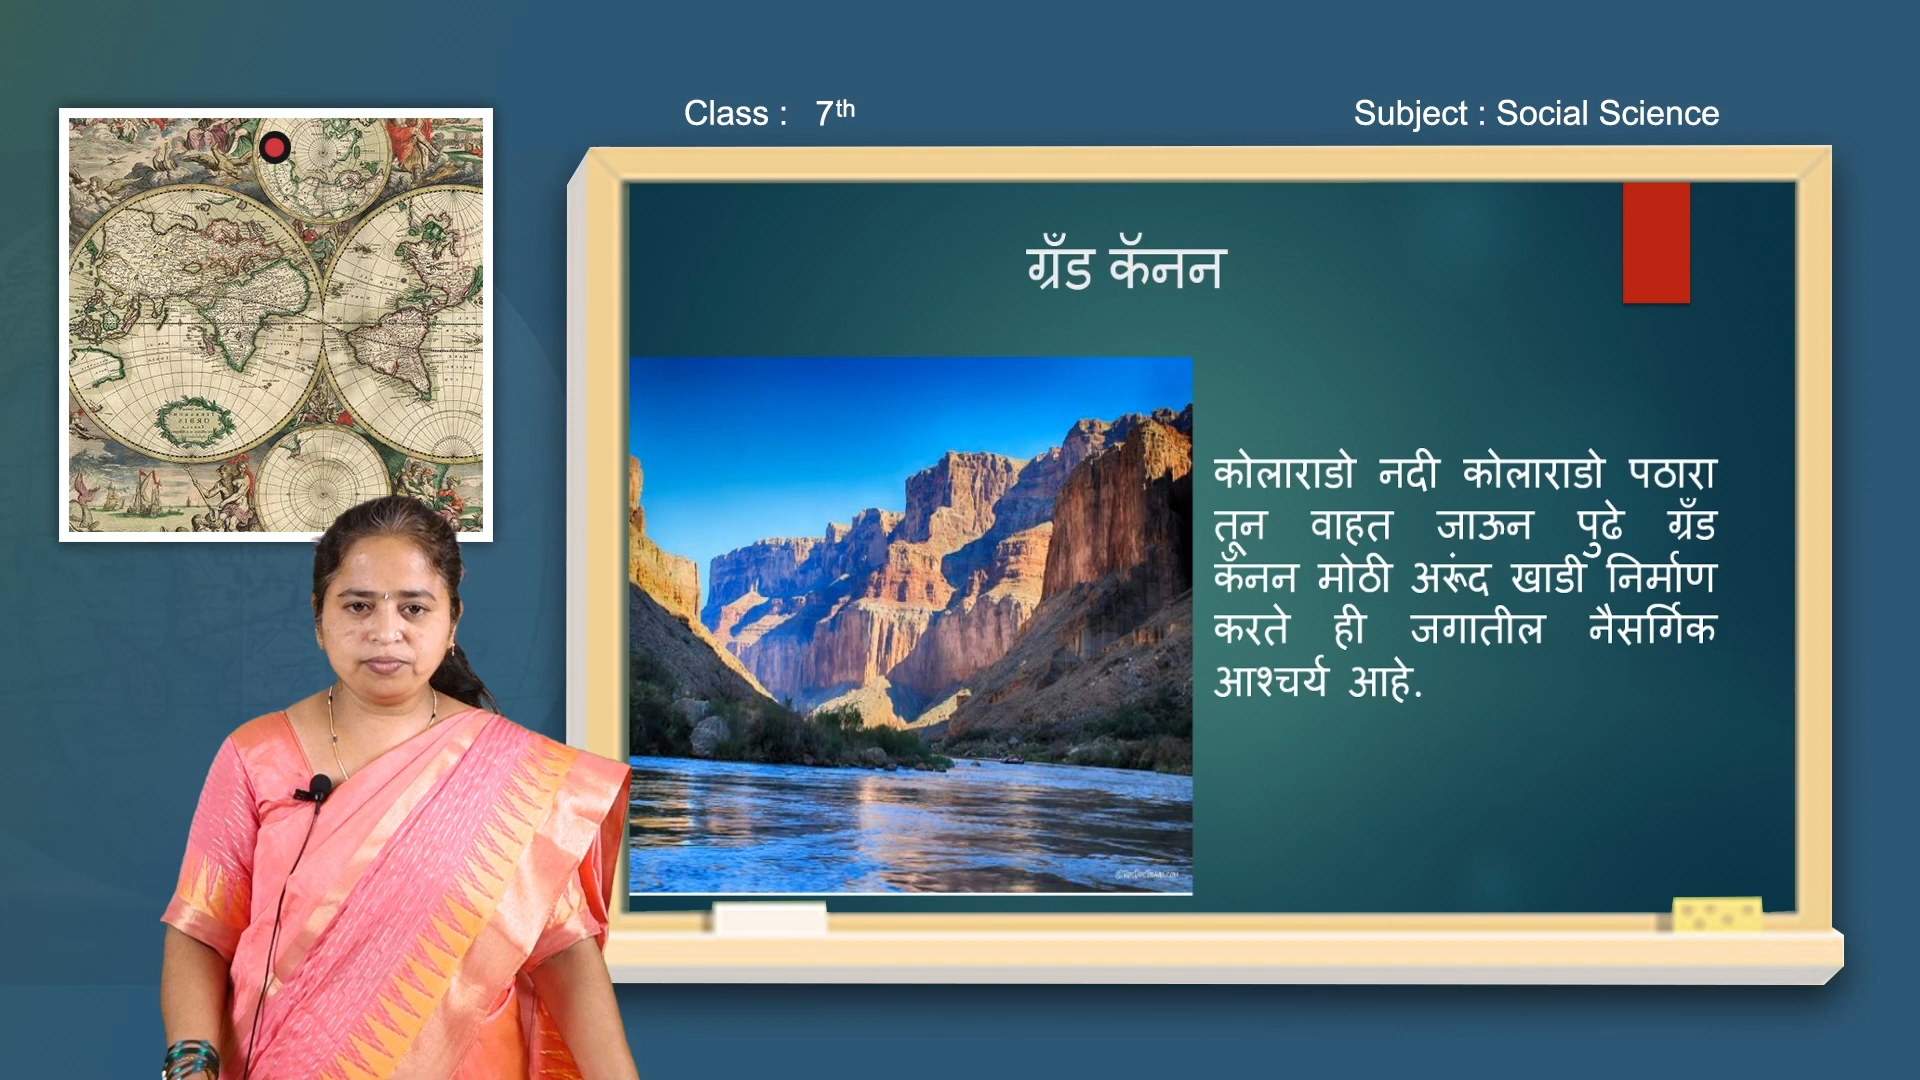 Class : 7th
Subject : Social Science
ग्रँड कॅनन
कोलाराडो नदी कोलाराडो पठारा
तून वाहत जाऊन पुढे ग्रँड
कॅनन मोठी अरूंद खाडी निर्माण
करते ही जगातील नैसर्गिक
आश्चर्य आहे.